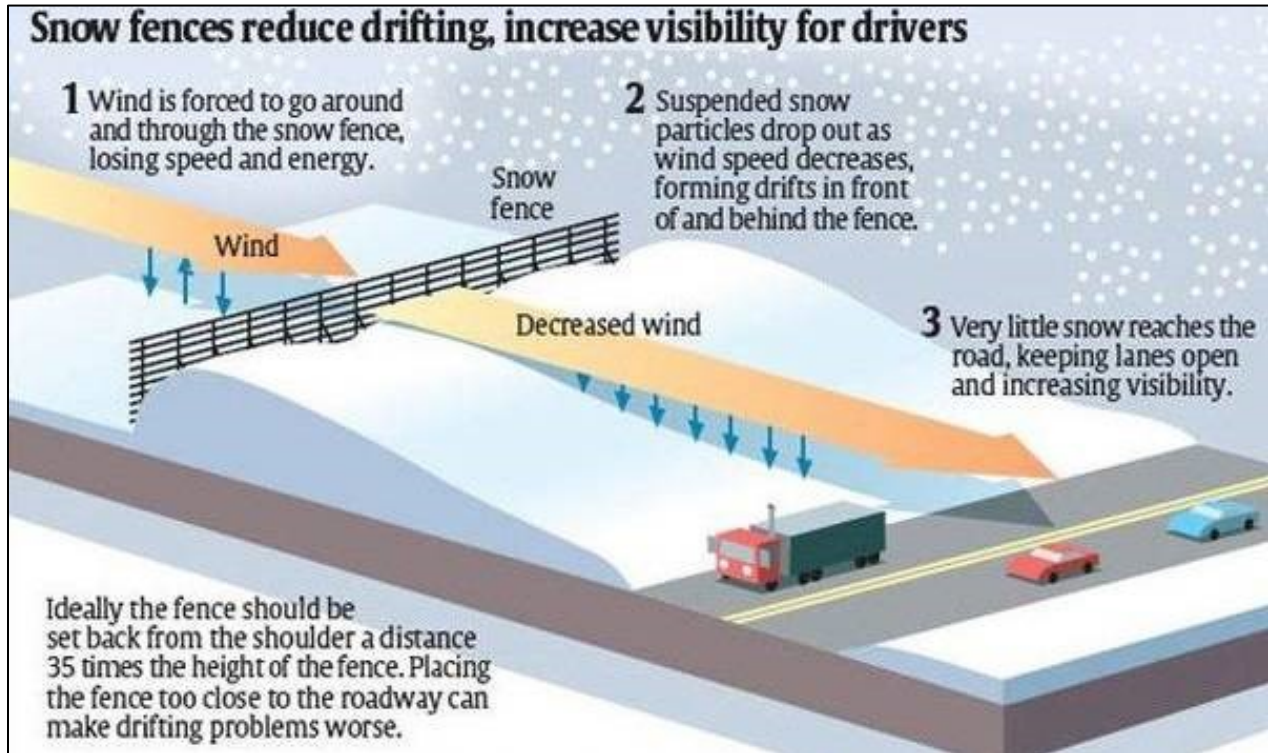 Snow fences reduce drifting, increase visibility for drivers
1 Wind is forced to go around
and through the snow fence,
losing speed and energy.
2 Suspended snow
particles drop out as
wind speed decreases,
forming drifts in front
of and behind the fence.
Snow
fence
Wind
Decreased wind
3 Very little snow reaches the
road, keeping lanes open
and increasing visibility.
Ideally the fence should be
set back from the shoulder a distance
35 times the height of the fence. Placing
the fence too close to the roadway can
make drifting problems worse.